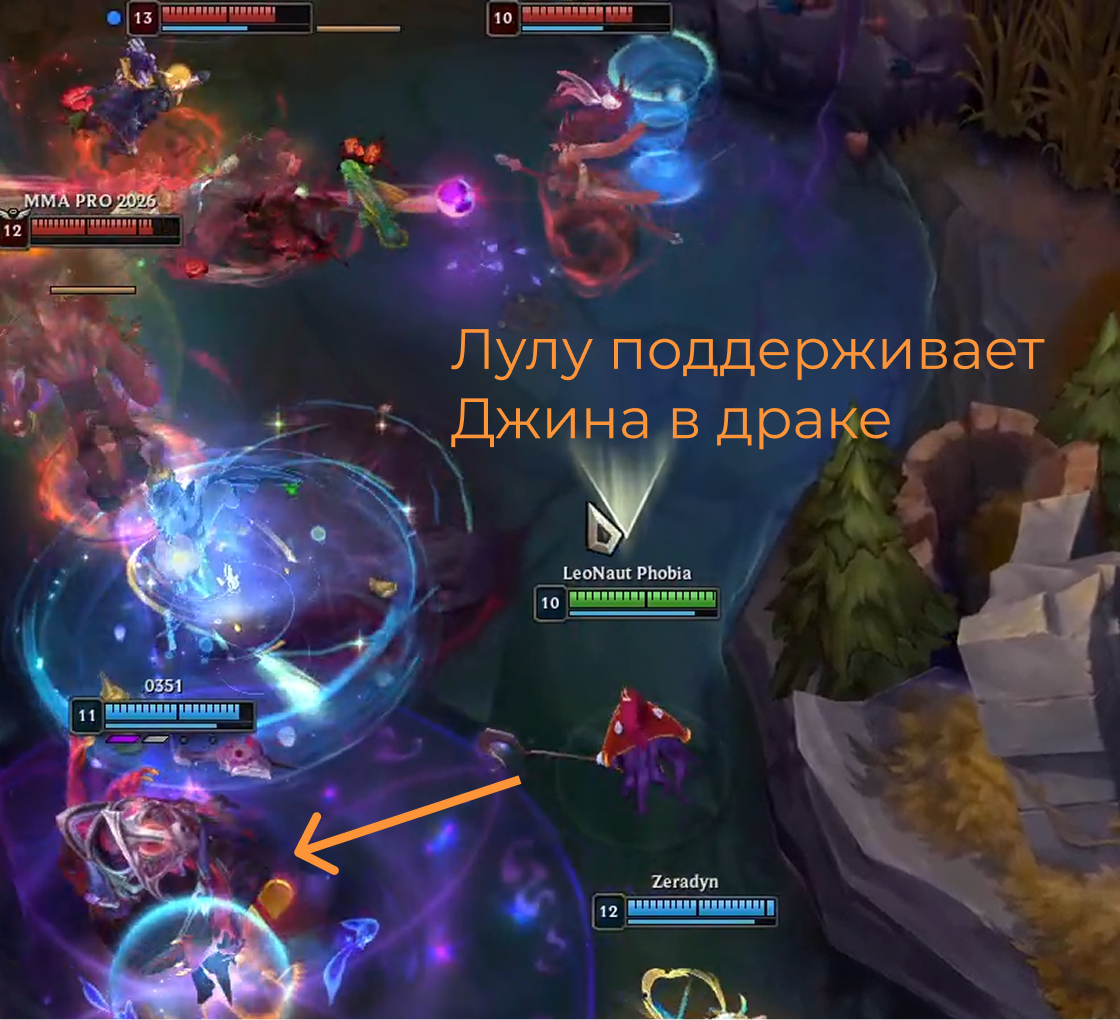 13
10
MMA PRO 2026
12
Лулу поддерживает
Джина в драке
LeoNaut Phobia
10
0351
11
Zeradyn
12